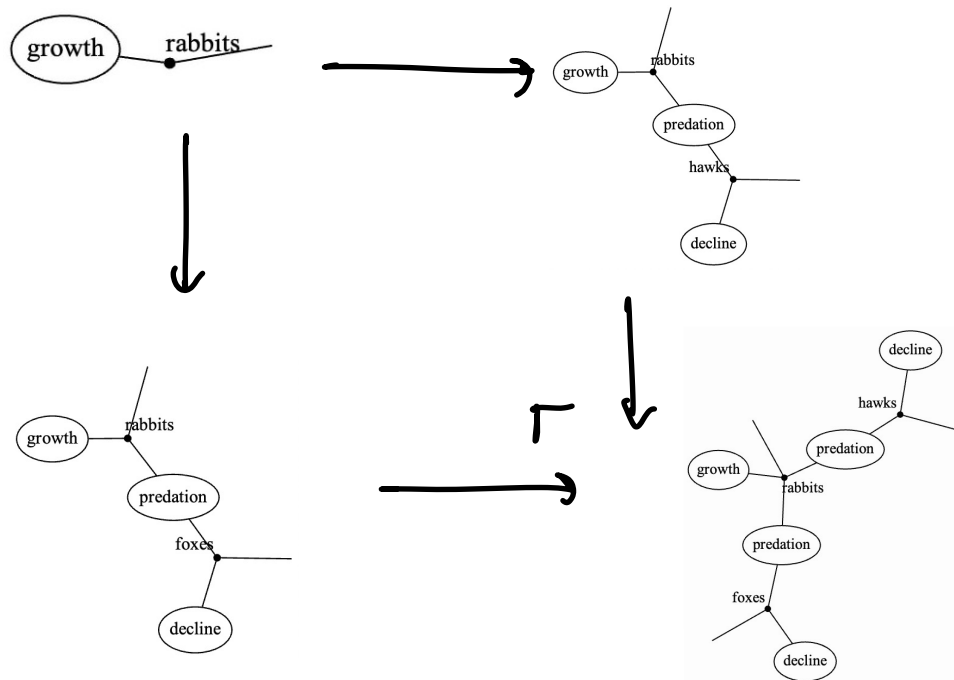 growth
rabbits
growth
rabbits
predation
hawks
decline
growth
rabbits
predation
foxes
decline
decline
hawks
predation
growth
rabbits
predation
foxes
decline